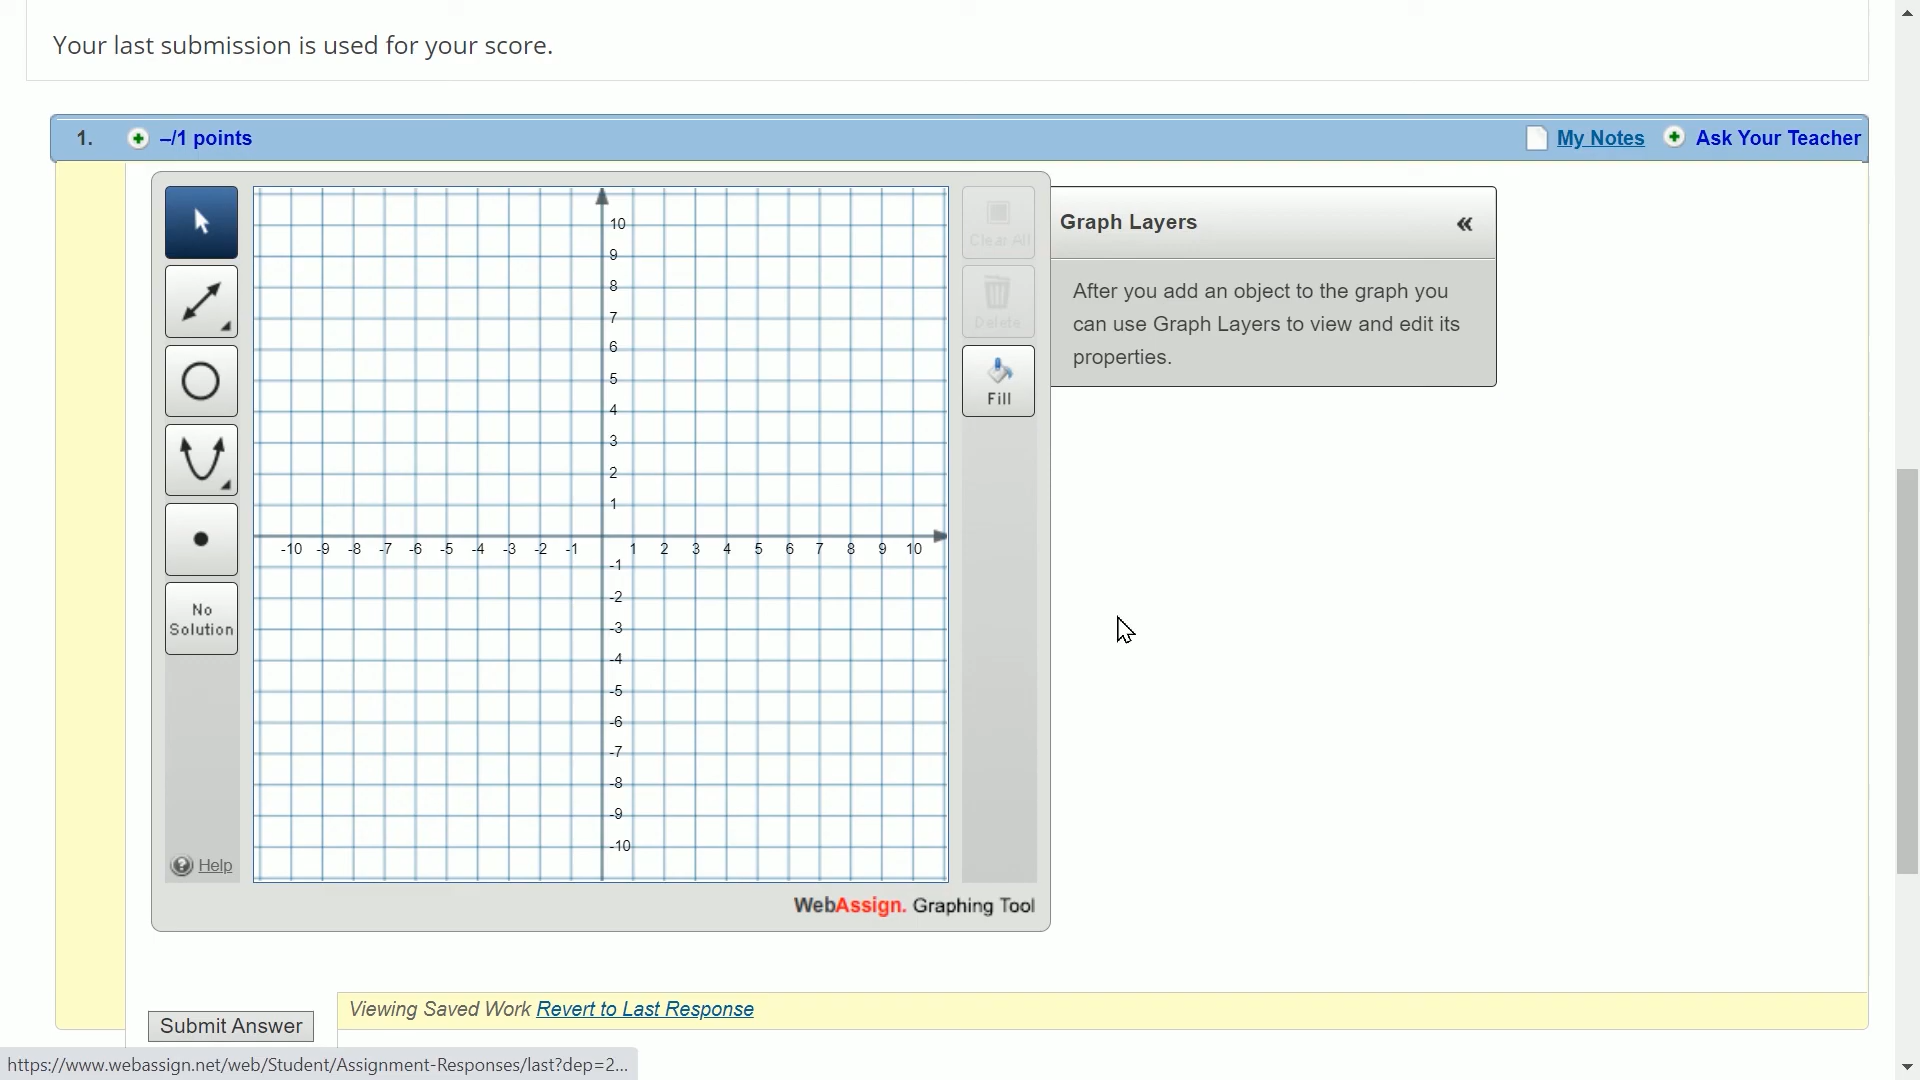 Your last submission is used for your score.
1. –/1 points My Notes Ask Your Teacher
Clear All
Graph Layers «
After you add an object to the graph you
can use Graph Layers to view and edit its
properties.
Delete
Fill
10
9
8
7
6
5
4
3
2
1
-10 -9 -8 -7 -6 -5 -4 -3 -2 -1 1 2 3 4 5 6 7 8 9 10
-1
-2
-3
-4
-5
-6
-7
-8
-9
-10
No
Solution
Help
WebAssign. Graphing Tool
Viewing Saved Work Revert to Last Response
Submit Answer
https://www.webassign.net/web/Student/Assignment-Responses/last?dep=2...